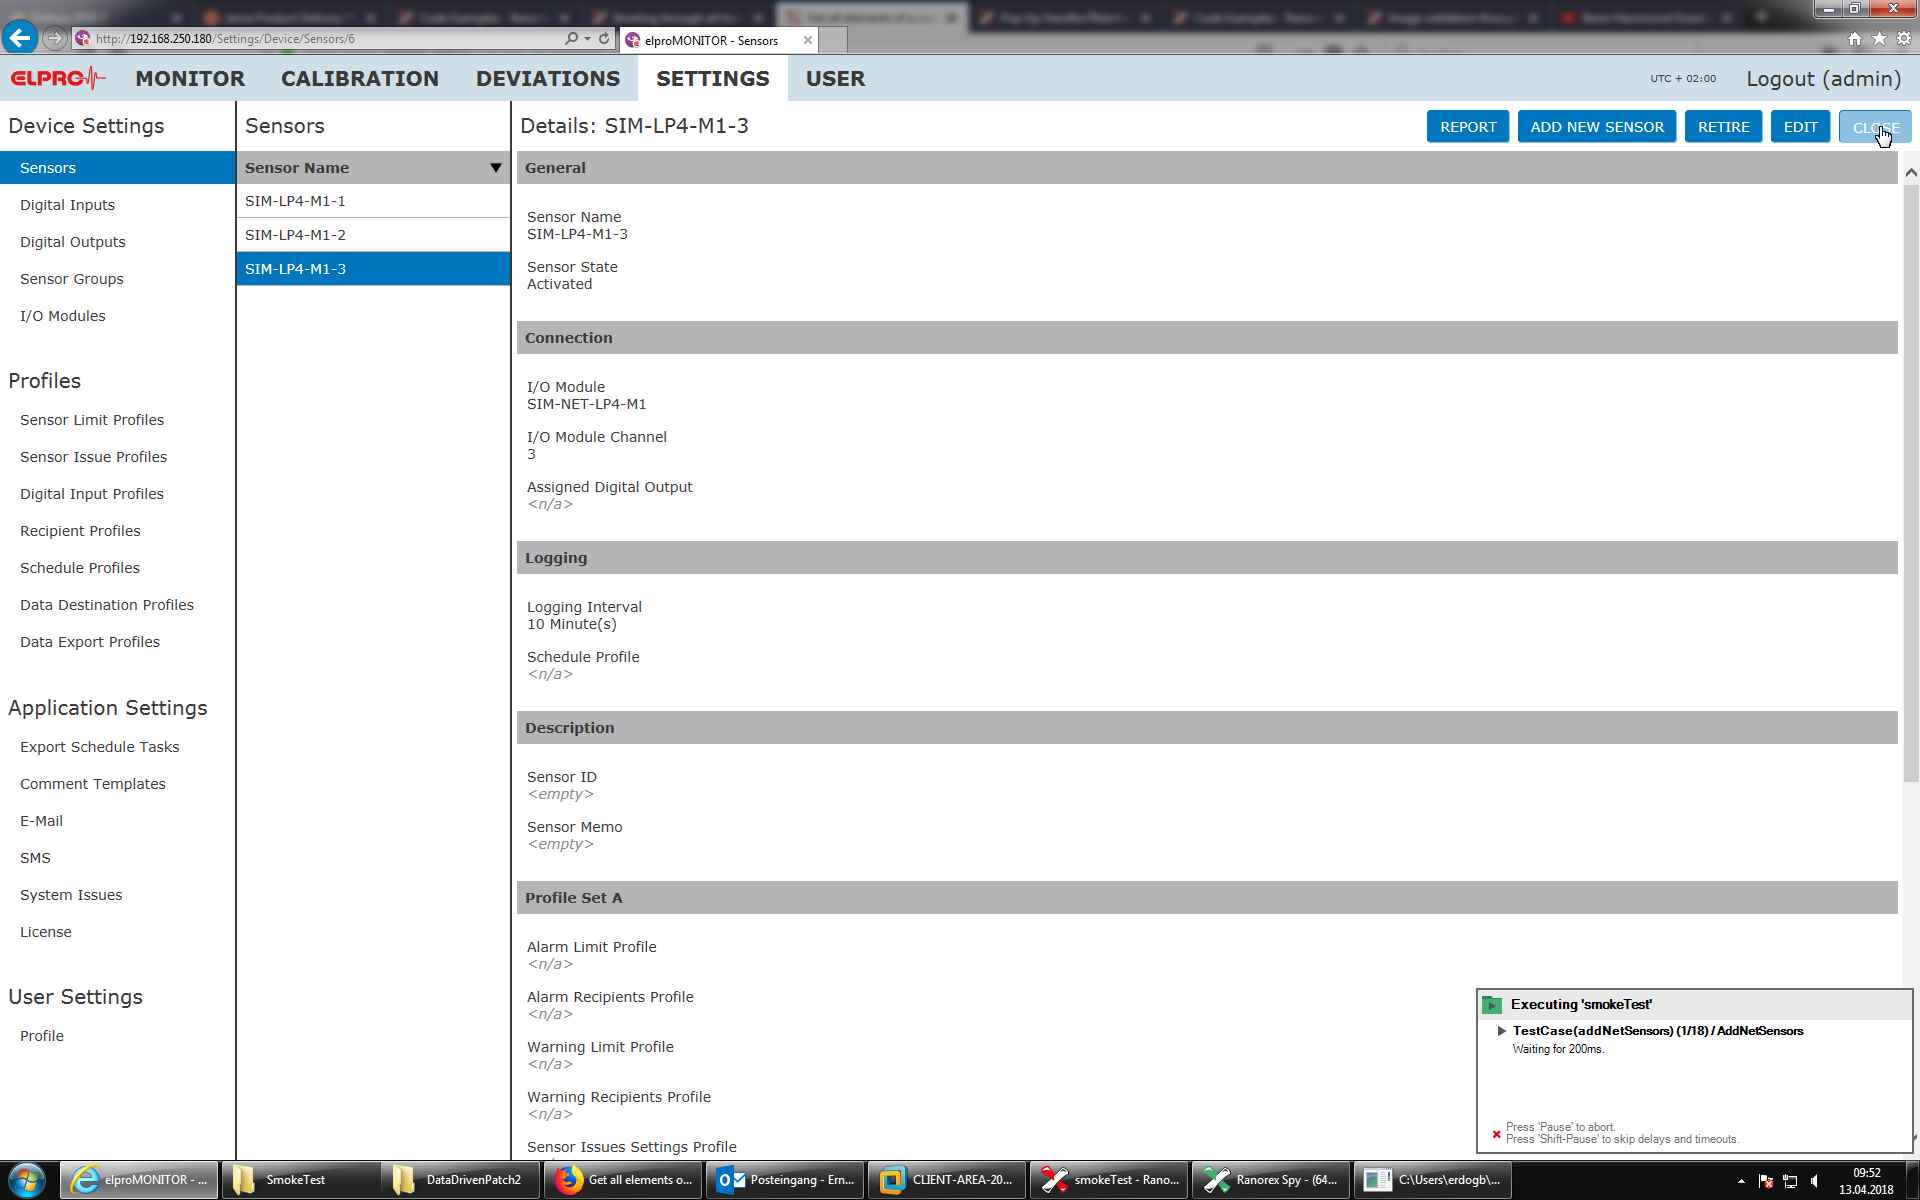 http://192.168.250.180/Settings/Device/Sensors/6
elproMONITOR - Sensors
ELPRO
MONITOR
CALIBRATION
DEVIATIONS
SETTINGS
USER
UTC + 02:00
Logout (admin)
Device Settings
Sensors
Digital Inputs
Digital Outputs
Sensor Groups
I/O Modules
Profiles
Sensor Limit Profiles
Sensor Issue Profiles
Digital Input Profiles
Recipient Profiles
Schedule Profiles
Data Destination Profiles
Data Export Profiles
Application Settings
Export Schedule Tasks
Comment Templates
E-Mail
SMS
System Issues
License
User Settings
Profile
Sensors
Sensor Name
SIM-LP4-M1-1
SIM-LP4-M1-2
SIM-LP4-M1-3
Details: SIM-LP4-M1-3
REPORT
ADD NEW SENSOR
RETIRE
EDIT
CLOSE
General
Sensor Name
SIM-LP4-M1-3
Sensor State
Activated
Connection
I/O Module
SIM-NET-LP4-M1
I/O Module Channel
3
Assigned Digital Output
<n/a>
Logging
Logging Interval
10 Minute(s)
Schedule Profile
<n/a>
Description
Sensor ID
<empty>
Sensor Memo
<empty>
Profile Set A
Alarm Limit Profile
<n/a>
Alarm Recipients Profile
<n/a>
Warning Limit Profile
<n/a>
Warning Recipients Profile
<n/a>
Sensor Issues Settings Profile
Executing 'smokeTest'
TestCase(addNetSensors) (1/18) / AddNetSensors
Waiting for 200ms.
Press 'Pause' to abort.
Press 'Shift-Pause' to skip delays and timeouts.
elproMONITOR - ...
SmokeTest
DataDrivenPatch2
Get all elements o...
Posteingang - Ern...
CLIENT-AREA-20...
smokeTest - Rano...
Ranorex Spy - (64...
C:\Users\erdogb\...
09:52
13.04.2018